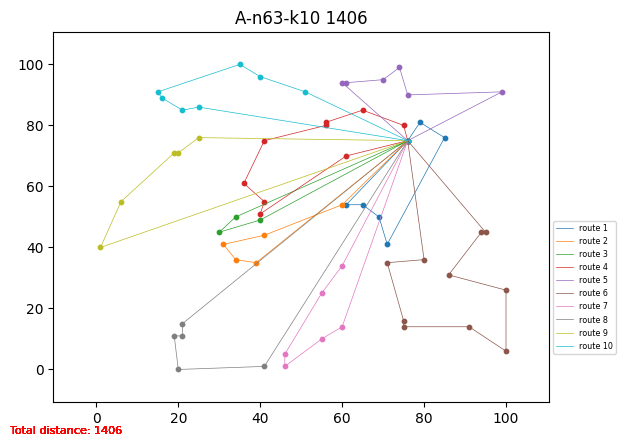 A-n63-k10 1406
100
80
60
40
20
0
0
20
40
60
80
100
route 1
route 2
route 3
route 4
route 5
route 6
route 7
route 8
route 9
route 10
Total distance: 1406